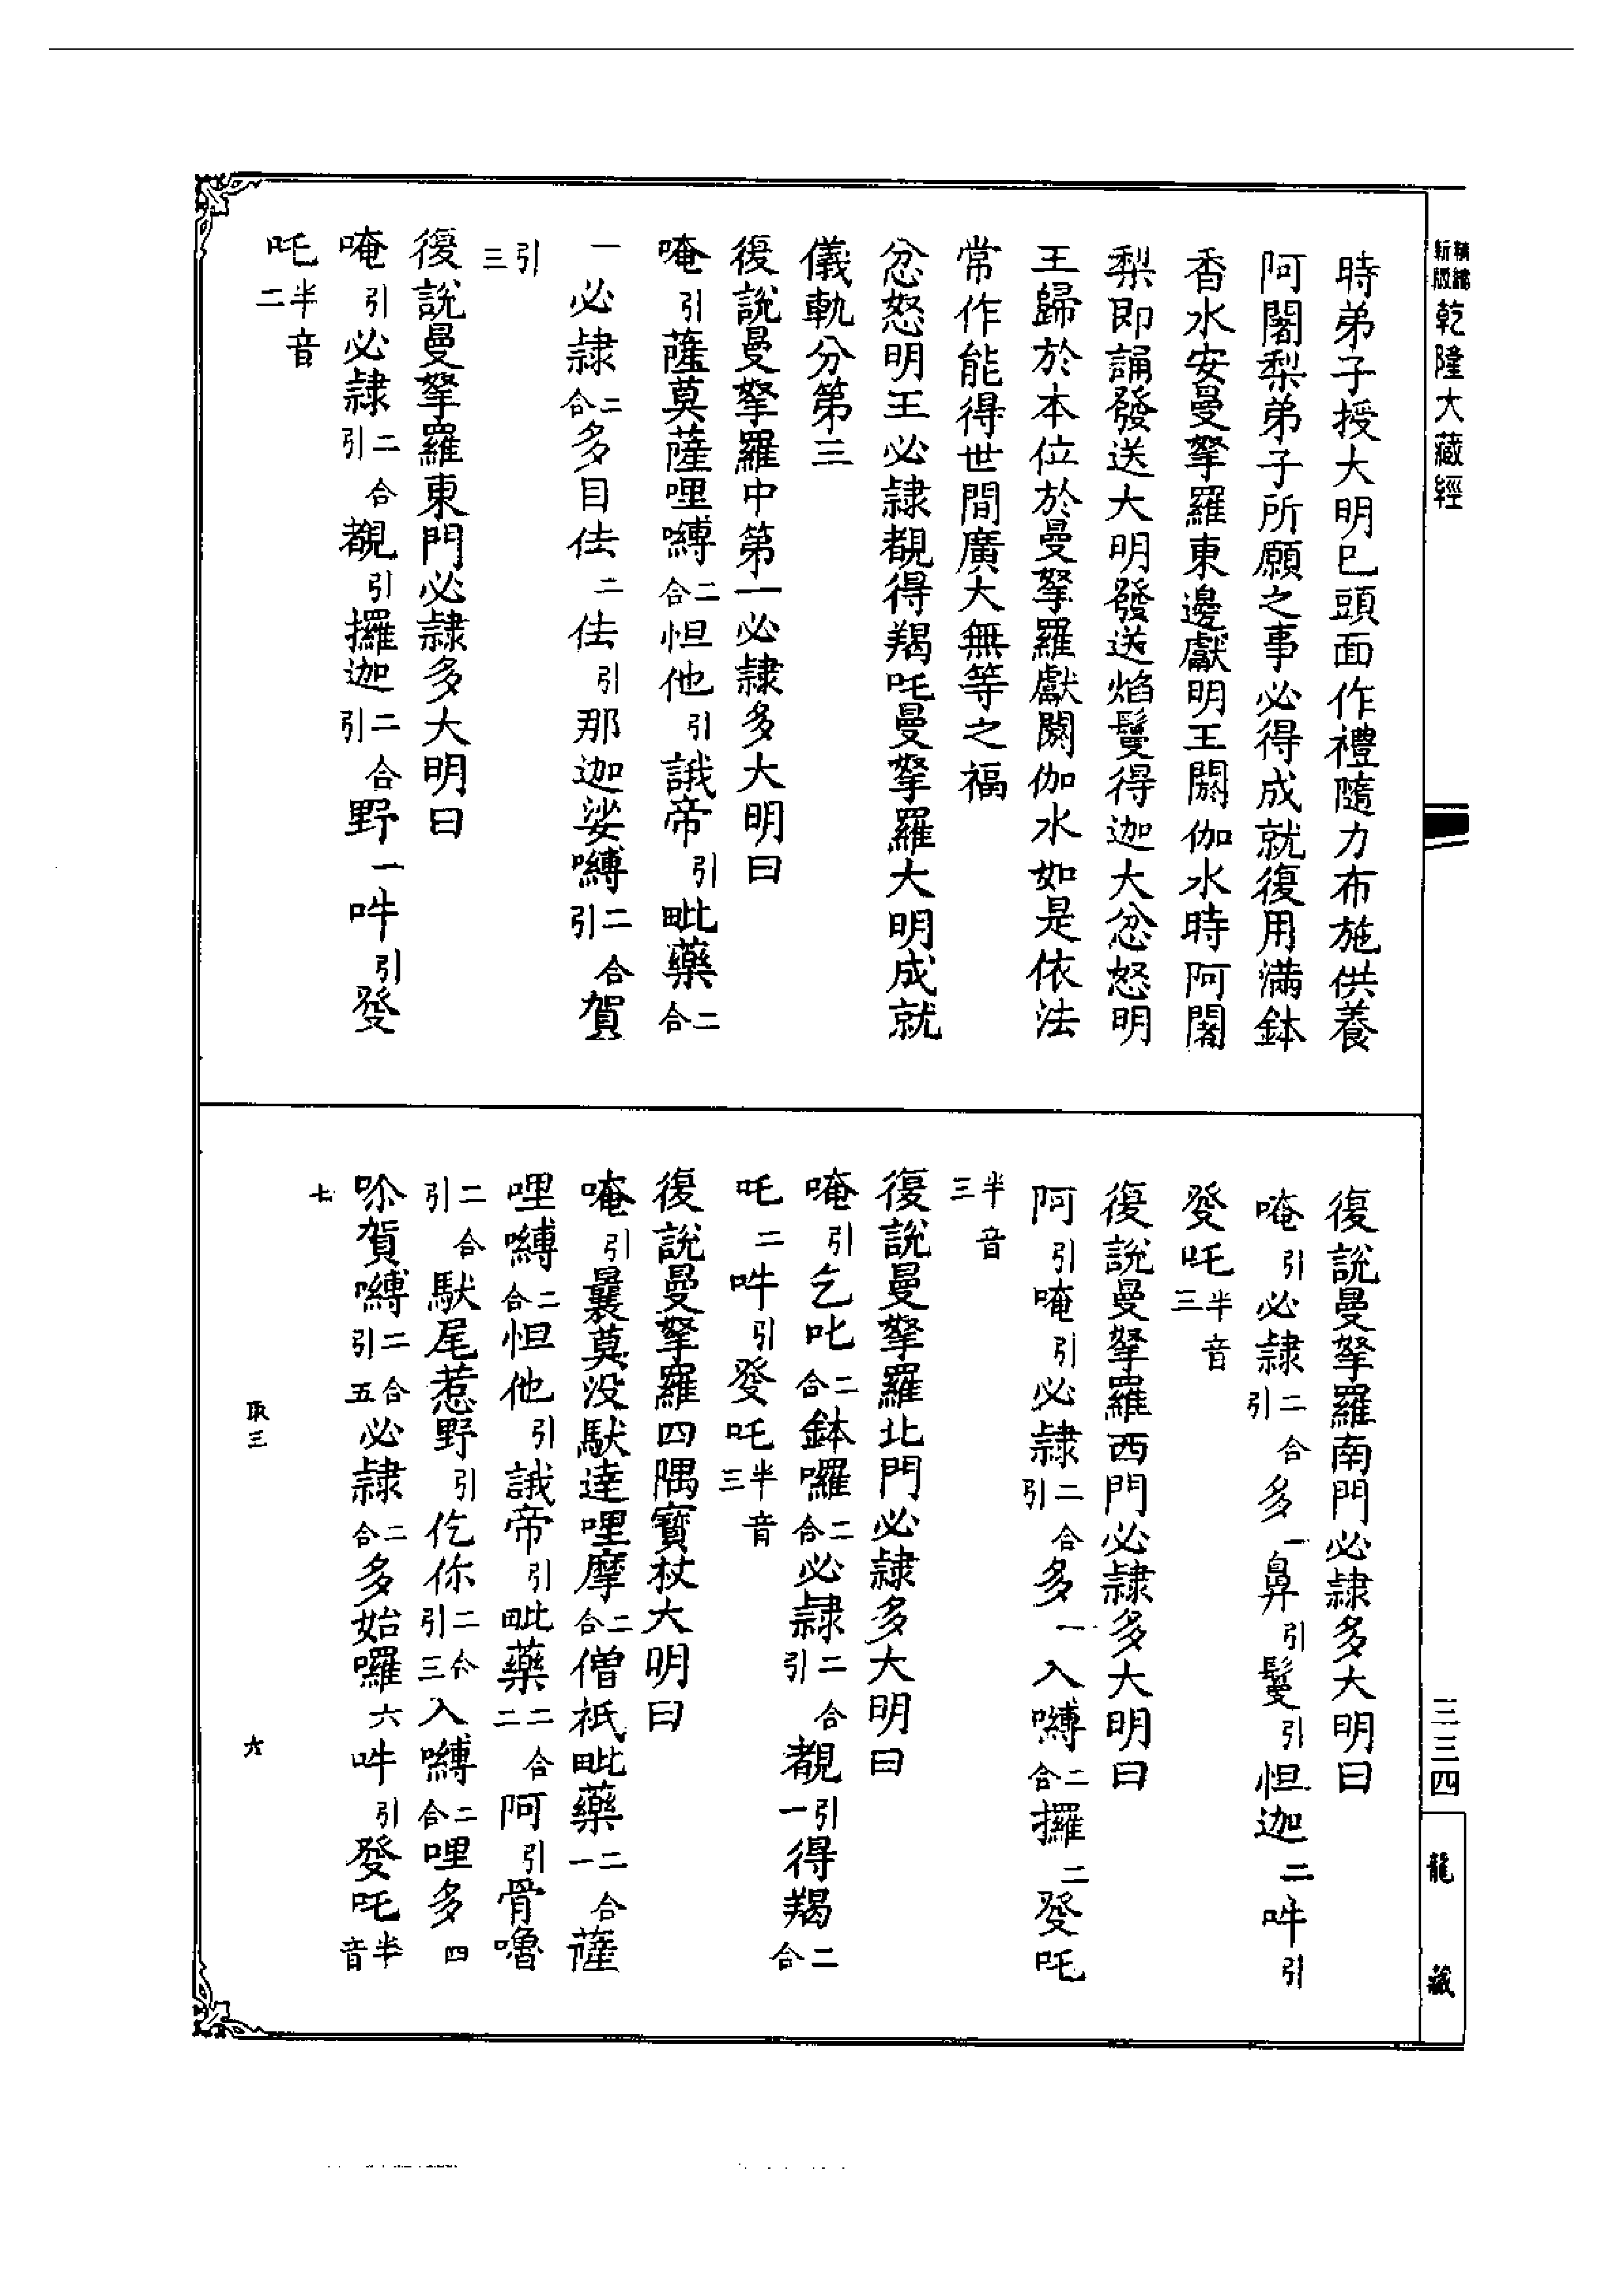 精縮新版乾隆大藏經
時弟子授大明已頭面作禮隨力布施供養
阿闍梨弟子所願之事必得成就復用滿鉢
香水安曼拏羅東邊獻明王閼伽水時阿闍
梨即誦發送大明發送焰鬘得迦大忿怒明
王歸於本位於曼拏羅獻閼伽水如是依法
常作能得世間廣大無等之福
忿怒明王必隸覩得羯吒曼拏羅大明成就
儀軌分第三
復說曼拏羅中第一必隸多大明曰
唵引薩莫薩哩嚩二合怛他引誐帝引毗藥二合
一必隸二合多目佉二佉引那迦娑嚩二合引賀
引三
復說曼拏羅東門必隸多大明曰
唵引必隸二合引覩引攞迦二合引野一吽引發
吒半音二
復說曼拏羅南門必隸多大明曰
唵引必隸二合引多一鼻引鬘引怛迦二吽引
發吒半音三
復說曼拏羅西門必隸多大明曰
阿引唵引必隸二合引多一入嚩二合攞二發吒
半音三
復說曼拏羅北門必隸多大明曰
唵引乞叱二合鉢囉二合必隸二合引覩引一得羯二合
吒二吽引發吒半音三
復說曼拏羅四隅寶杖大明曰
唵引曩莫沒馱達哩摩二合僧祇毗藥二合一薩
哩嚩二合怛他引誐帝引毗藥二合二阿引骨嚕
二合引馱尾惹野引仡你二合引三入嚩二合哩多四
㖿賀嚩二合引五必隸二合多始囉六吽引發吒半音
七
取三
六
三三四
龍藏